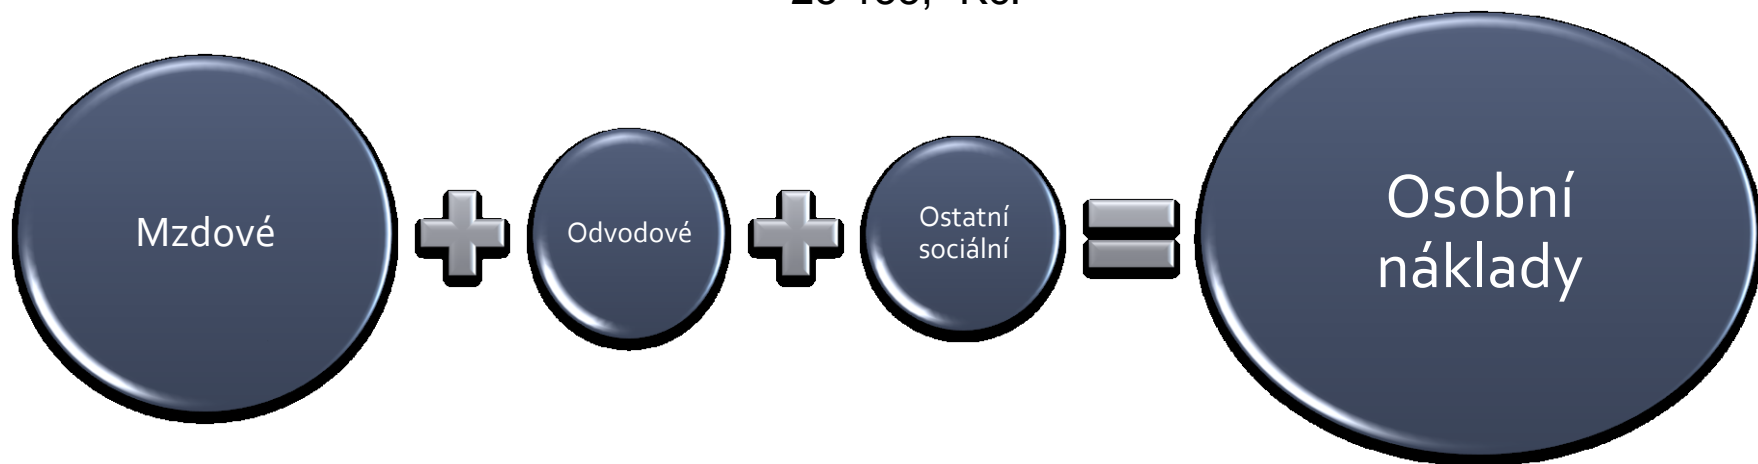 Mzdové
Odvodové
Ostatní
sociální
Osobní
náklady